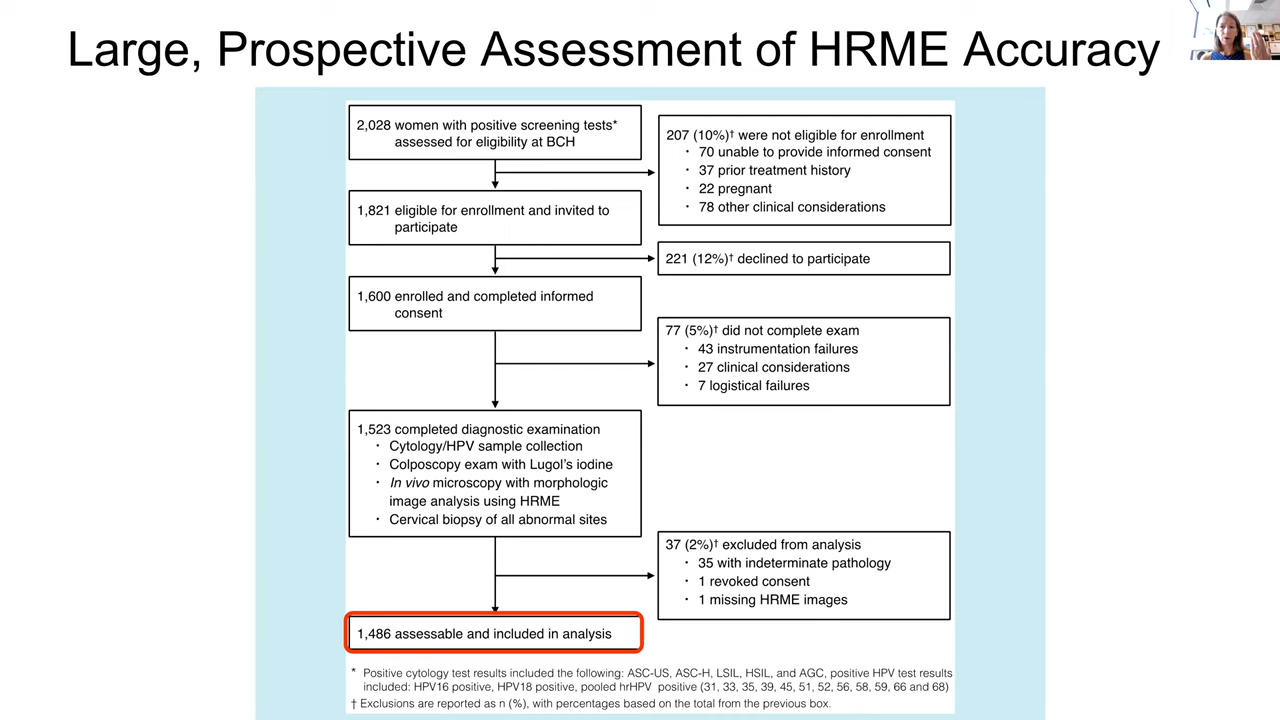 Large, Prospective Assessment of HRME Accuracy
2,028 women with positive screening tests*
assessed for eligibility at BCH
207 (10%)† were not eligible for enrollment
· 70 unable to provide informed consent
· 37 prior treatment history
· 22 pregnant
· 78 other clinical considerations
1,821 eligible for enrollment and invited to
participate
221 (12%)† declined to participate
1,600 enrolled and completed informed
consent
77 (5%)† did not complete exam
· 43 instrumentation failures
· 27 clinical considerations
· 7 logistical failures
1,523 completed diagnostic examination
· Cytology/HPV sample collection
· Colposcopy exam with Lugol's iodine
· In vivo microscopy with morphologic
image analysis using HRME
· Cervical biopsy of all abnormal sites
37 (2%)† excluded from analysis
· 35 with indeterminate pathology
· 1 revoked consent
· 1 missing HRME images
1,486 assessable and included in analysis
* Positive cytology test results included the following: ASC-US, ASC-H, LSIL, HSIL, and AGC, positive HPV test results
included: HPV16 positive, HPV18 positive, pooled hrHPV positive (31, 33, 35, 39, 45, 51, 52, 56, 58, 59, 66 and 68)
† Exclusions are reported as n (%), with percentages based on the total from the previous box.